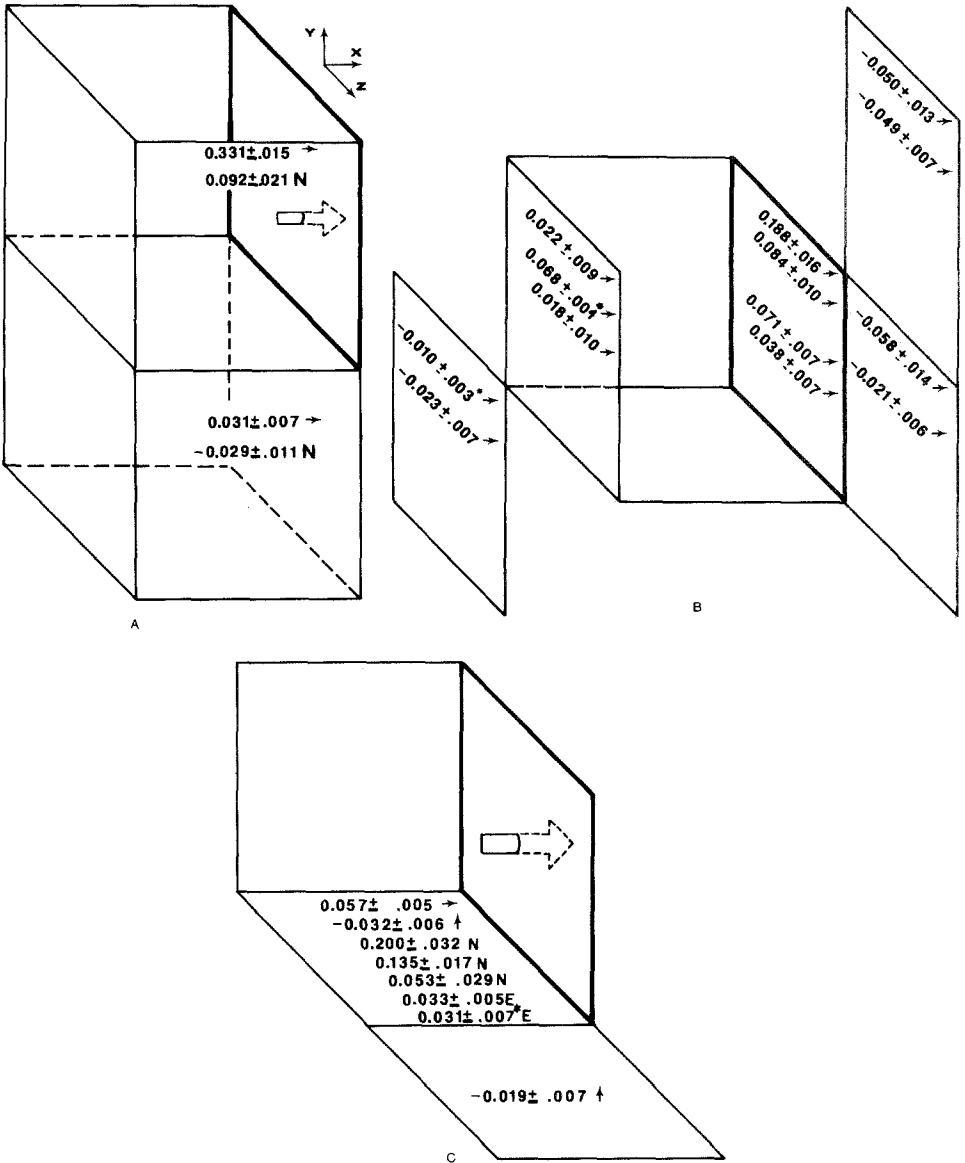 Y
X
Z
0.331±.015 →
0.092±.021 N
0.031±.007 →
-0.029±.011 N
A
-0.050±.013 →
-0.049±.007 →
0.022±.009 →
0.068±.001* →
0.018±.010 →
0.188±.016 →
0.084±.010 →
0.071±.007 →
0.038±.007 →
-0.010±.003* →
-0.023±.007 →
-0.058±.014 →
-0.021±.006 →
B
0.057± .005 →
-0.032± .006 ↑
0.200± .032 N
0.135± .017 N
0.053± .029 N
0.033± .005E
0.031± .007*E
-0.019± .007 ↑
C